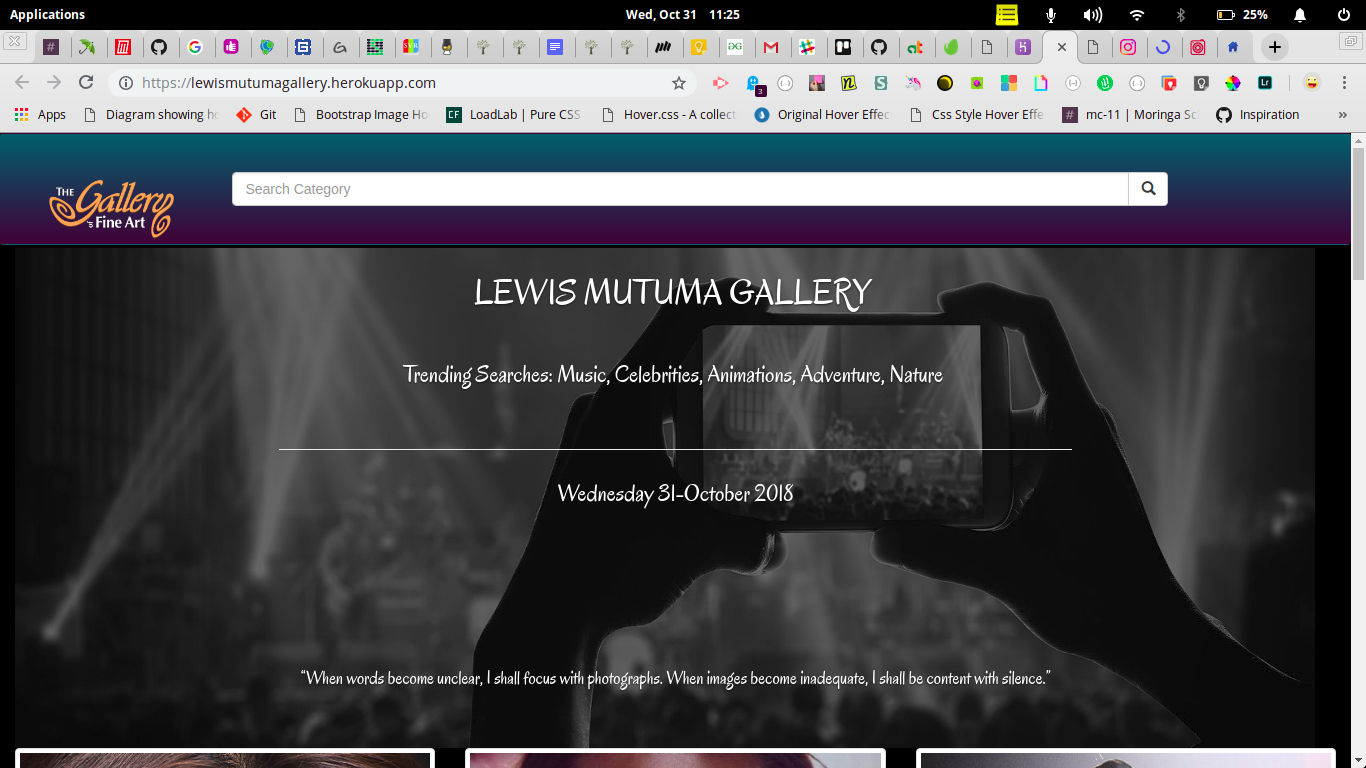 Applications
Wed, Oct 31 11:25
25%
https://lewismutumagallery.herokuapp.com
3
Lr
Apps
Diagram showing
Git
Bootstrap Image
CF LoadLab | Pure CSS
Hover.css - A collect
Original Hover Effec
Css Style Hover Effe
mc-11 | Moringa
Inspiration
THE
Gallery
's Fine Art
Search Category
LEWIS MUTUMA GALLERY
Trending Searches: Music, Celebrities, Animations, Adventure, Nature
Wednesday 31-October 2018
“When words become unclear, I shall focus with photographs. When images become inadequate, I shall be content with silence.”